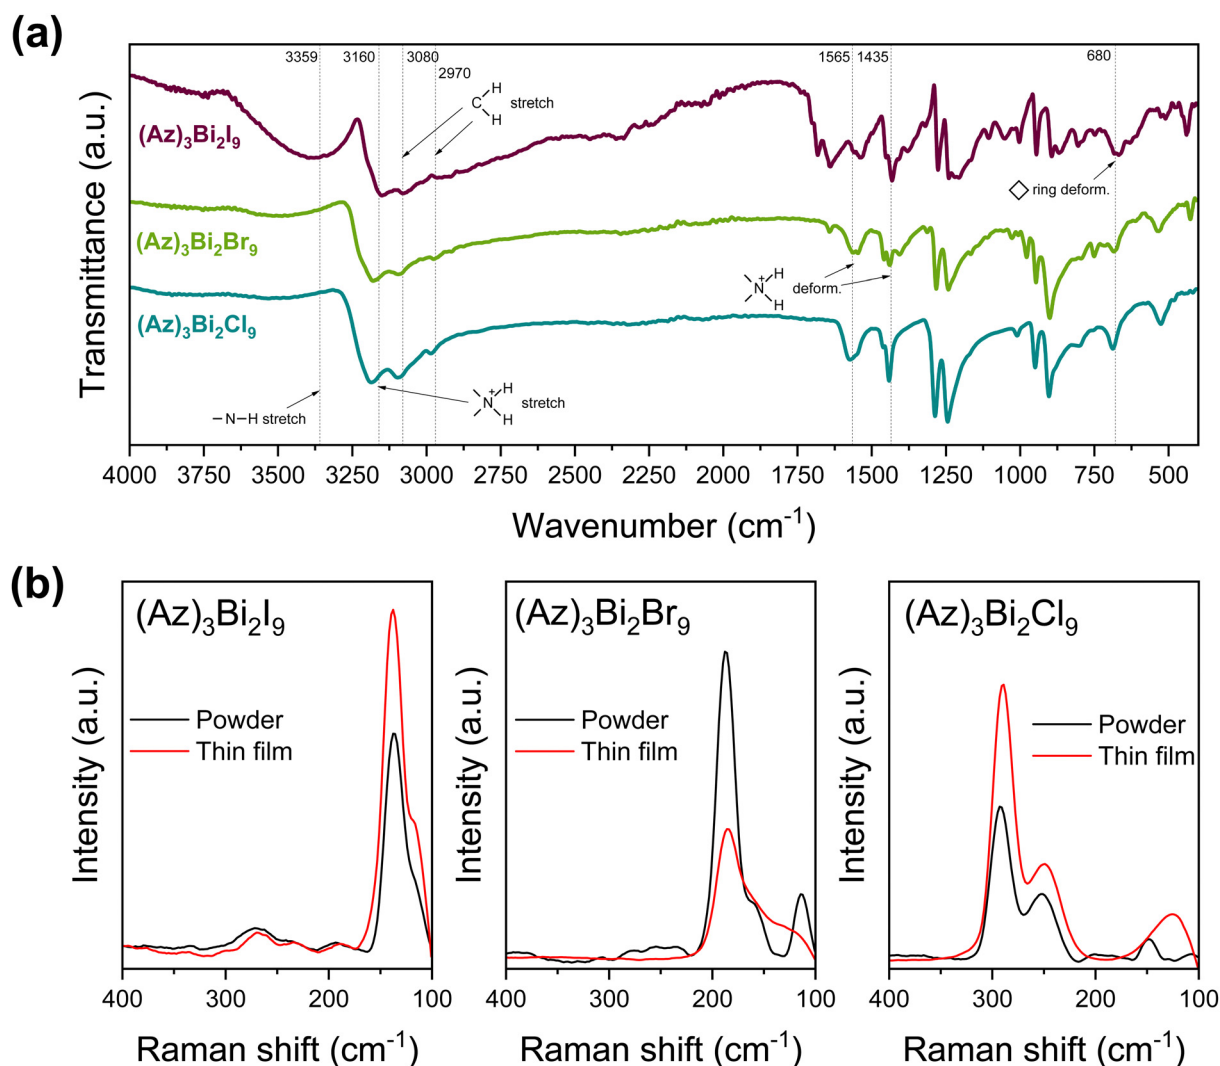 (a)
3359 3160 3080 1565 1435 680
2970
C H H stretch
(Az)₃Bi₂I₉
ring deform.
(Az)₃Bi₂Br₉
N + H H deform.
(Az)₃Bi₂Cl₉
–N–H stretch
N + H H stretch
Transmittance (a.u.)
4000 3750 3500 3250 3000 2750 2500 2250 2000 1750 1500 1250 1000 750 500
Wavenumber (cm⁻¹)
(b)
(Az)₃Bi₂I₉
Powder
Thin film
Intensity (a.u.)
400 300 200 100
Raman shift (cm⁻¹)
(Az)₃Bi₂Br₉
Powder
Thin film
Intensity (a.u.)
400 300 200 100
Raman shift (cm⁻¹)
(Az)₃Bi₂Cl₉
Powder
Thin film
Intensity (a.u.)
400 300 200 100
Raman shift (cm⁻¹)